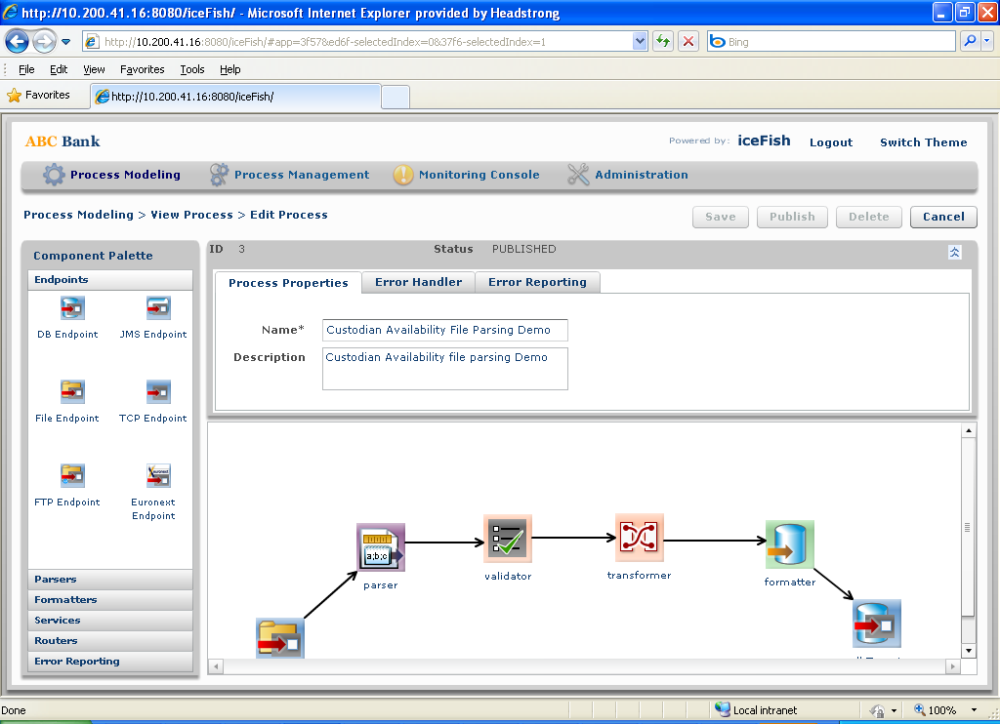 http://10.200.41.16:8080/iceFish/ - Microsoft Internet Explorer provided by Headstrong
http://10.200.41.16:8080/iceFish/#app=3f57&ed6f-selectedIndex=0&37f6-selectedIndex=1
Bing
File Edit View Favorites Tools Help
Favorites http://10.200.41.16:8080/iceFish/
ABC Bank
Powered by: iceFish Logout Switch Theme
Process Modeling Process Management Monitoring Console Administration
Process Modeling > View Process > Edit Process
Save Publish Delete Cancel
Component Palette
Endpoints
DB Endpoint JMS Endpoint
File Endpoint TCP Endpoint
FTP Endpoint Euronext
Endpoint
Parsers
Formatters
Services
Routers
Error Reporting
ID 3 Status PUBLISHED
Process Properties Error Handler Error Reporting
Name* Custodian Availability File Parsing Demo
Description Custodian Availability file parsing Demo
a;b;c
parser
validator
transformer
formatter
Done Local intranet 100%